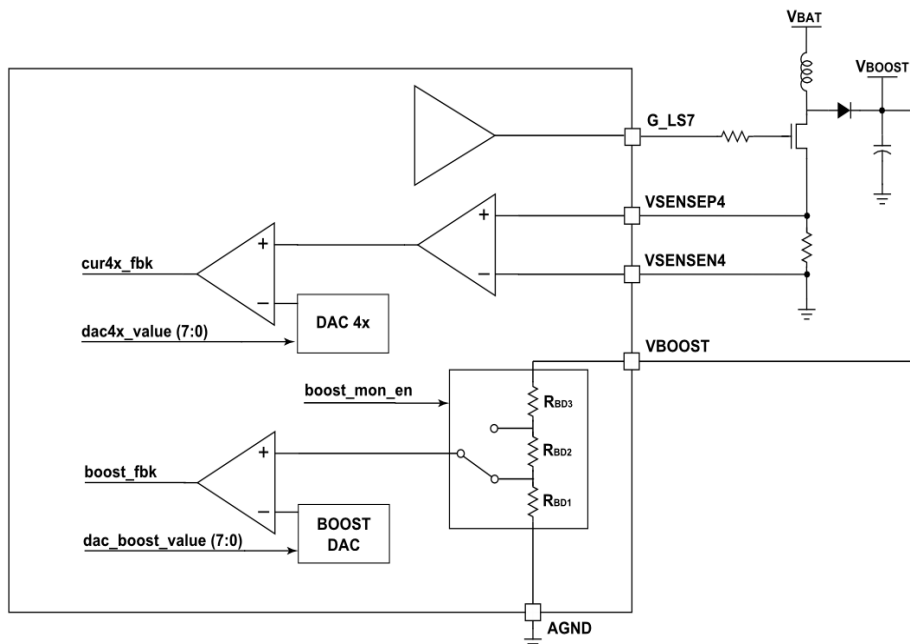 VBAT
VBOOST
G_LS7
VSENSEP4
+
+
cur4x_fbk
−
VSENSEN4
−
DAC 4x
dac4x_value (7:0)
VBOOST
boost_mon_en
RBD3
RBD2
+
boost_fbk
RBD1
−
BOOST
DAC
dac_boost_value (7:0)
AGND